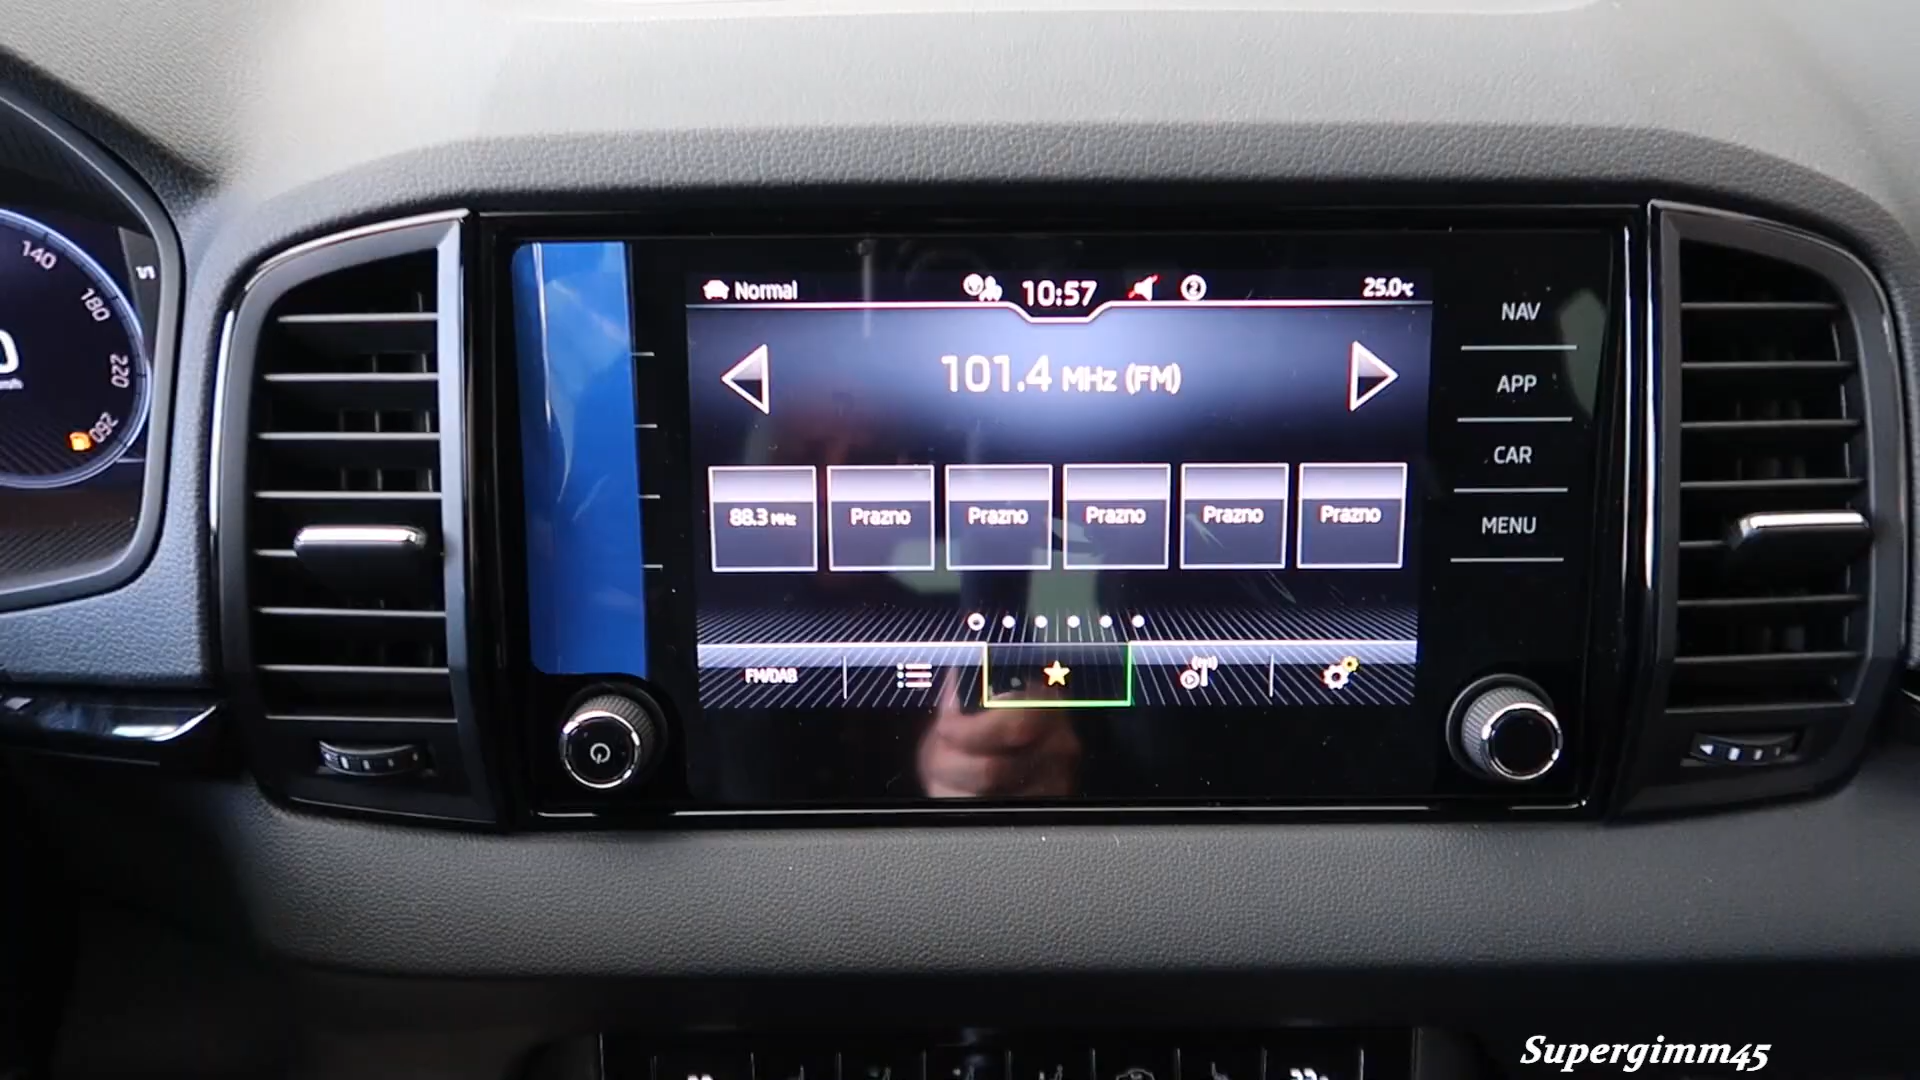 140
180
220
260
Normal
10:57
2
25.0°C
101.4 MHz (FM)
88.3 MHz
Prazno
Prazno
Prazno
Prazno
Prazno
FM/DAB
NAV
APP
CAR
MENU
Supergimm45